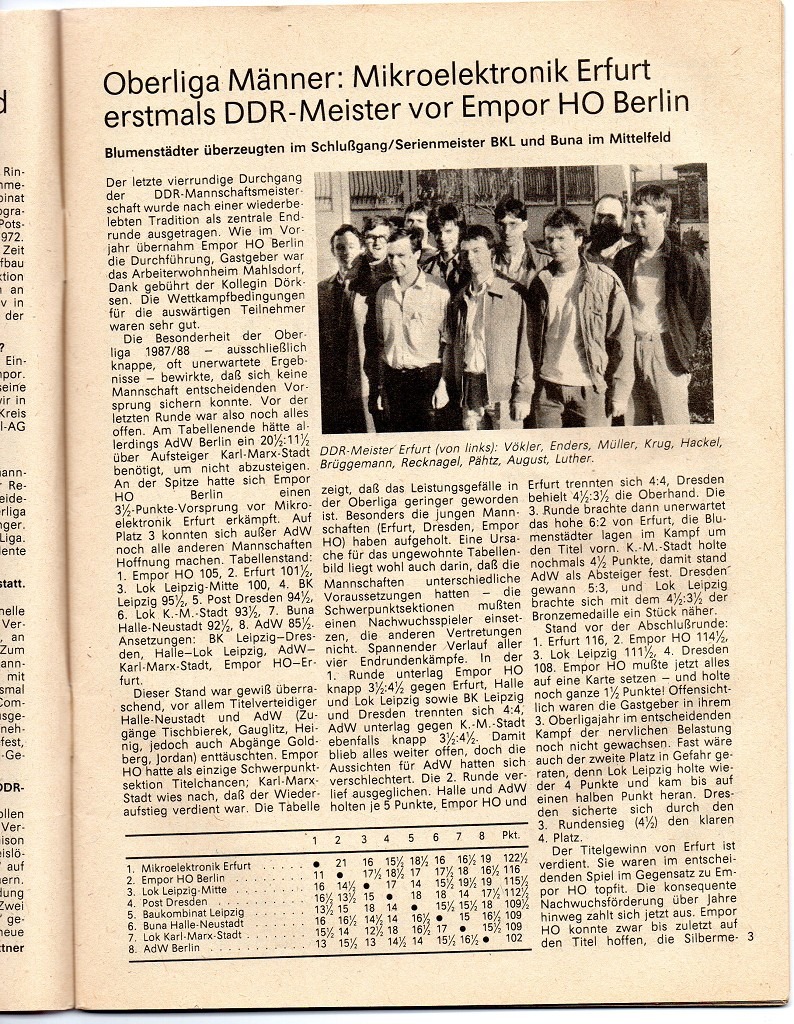 Oberliga Männer: Mikroelektronik Erfurt
erstmals DDR-Meister vor Empor HO Berlin
Blumenstädter überzeugten im Schlußgang/Serienmeister BKL und Buna im Mittelfeld
Der letzte vierrundige Durchgang
der DDR-Mannschaftsmeister-
schaft wurde nach einer wiederbe-
lebten Tradition als zentrale End-
runde ausgetragen. Wie im Vor-
jahr übernahm Empor HO Berlin
die Durchführung, Gastgeber war
das Arbeiterwohnheim Mahlsdorf,
Dank gebührt der Kollegin Dörk-
sen. Die Wettkampfbedingungen
für die auswärtigen Teilnehmer
waren sehr gut.
Die Besonderheit der Ober-
liga 1987/88 – ausschließlich
knappe, oft unerwartete Ergeb-
nisse – bewirkte, daß sich keine
Mannschaft entscheidenden Vor-
sprung sichern konnte. Vor der
letzten Runde war also noch alles
offen. Am Tabellenende hätte al-
lerdings AdW Berlin ein 20½:11½
über Aufsteiger Karl-Marx-Stadt
benötigt, um nicht abzusteigen.
An der Spitze hatte sich Empor
HO Berlin einen
3½-Punkte-Vorsprung vor Mikro-
elektronik Erfurt erkämpft. Auf
Platz 3 konnten sich außer AdW
noch alle anderen Mannschaften
Hoffnung machen. Tabellenstand:
1. Empor HO 105, 2. Erfurt 101½,
3. Lok Leipzig-Mitte 100, 4. BK
Leipzig 95½, 5. Post Dresden 94½,
6. Lok K.-M.-Stadt 93½, 7. Buna
Halle-Neustadt 92½, 8. AdW 85½.
Ansetzungen: BK Leipzig–Dres-
den, Halle–Lok Leipzig, AdW–
Karl-Marx-Stadt, Empor HO–Er-
furt.
Dieser Stand war gewiß überra-
schend, vor allem Titelverteidiger
Halle-Neustadt und AdW (Zu-
gänge Tischbierek, Gauglitz, Hei-
nig, jedoch auch Abgänge Gold-
berg, Jordan) enttäuschten. Empor
HO hatte als einzige Schwerpunkt-
sektion Titelchancen; Karl-Marx-
Stadt wies nach, daß der Wieder-
aufstieg verdient war. Die Tabelle
DDR-Meister Erfurt (von links): Vökler, Enders, Müller, Krug, Hackel,
Brüggemann, Recknagel, Pähtz, August, Luther.
zeigt, daß das Leistungsgefälle in
der Oberliga geringer geworden
ist. Besonders die jungen Mann-
schaften (Erfurt, Dresden, Empor
HO) haben aufgeholt. Eine Ursa-
che für das ungewohnte Tabellen-
bild liegt wohl auch darin, daß die
Mannschaften unterschiedliche
Voraussetzungen hatten – die
Schwerpunktsektionen mußten
einen Nachwuchsspieler einset-
zen, die anderen Vertretungen
nicht. Spannender Verlauf aller
vier Endrundenkämpfe. In der
1. Runde unterlag Empor HO
knapp 3½:4½ gegen Erfurt, Halle
und Lok Leipzig sowie BK Leipzig
und Dresden trennten sich 4:4,
AdW unterlag gegen K.-M.-Stadt
ebenfalls knapp 3½:4½. Damit
blieb alles weiter offen, doch die
Aussichten für AdW hatten sich
verschlechtert. Die 2. Runde ver-
lief ausgeglichen. Halle und AdW
holten je 5 Punkte, Empor HO und
Erfurt trennten sich 4:4, Dresden
behielt 4½:3½ die Oberhand. Die
3. Runde brachte dann unerwartet
das hohe 6:2 von Erfurt, die Blu-
menstädter lagen im Kampf um
den Titel vorn. K.-M.-Stadt holte
nochmals 4½ Punkte, damit stand
AdW als Absteiger fest. Dresden
gewann 5:3, und Lok Leipzig
brachte sich mit dem 4½:3½ der
Bronzemedaille ein Stück näher.
Stand vor der Abschlußrunde:
1. Erfurt 116, 2. Empor HO 114½,
3. Lok Leipzig 111½, 4. Dresden
108. Empor HO mußte jetzt alles
auf eine Karte setzen – und holte
noch ganze 1½ Punkte! Offensicht-
lich waren die Gastgeber in ihrem
3. Oberligajahr im entscheidenden
Kampf der nervlichen Belastung
noch nicht gewachsen. Fast wäre
auch der zweite Platz in Gefahr ge-
raten, denn Lok Leipzig holte wie-
der 4 Punkte und kam bis auf
einen halben Punkt heran. Dres-
den sicherte sich durch den
3. Rundensieg (4½) den klaren
4. Platz.
Der Titelgewinn von Erfurt ist
verdient. Sie waren im entschei-
denden Spiel im Gegensatz zu Em-
por HO topfit. Die konsequente
Nachwuchsförderung über Jahre
hinweg zahlt sich jetzt aus. Empor
HO konnte zwar bis zuletzt auf
den Titel hoffen, die Silberme-
1 2 3 4 5 6 7 8 Pkt.
1. Mikroelektronik Erfurt . . . . . . ● 21 16 15½ 18½ 16 16½ 19 122½
2. Empor HO Berlin . . . . . . . . 11 ● 17½ 18½ 17 17½ 18 16½ 116
3. Lok Leipzig-Mitte . . . . . . . . 16 14½ ● 17 14 15½ 19½ 19 115½
4. Post Dresden . . . . . . . . . . 16½ 13½ 15 ● 18 18 14 17½ 112½
5. Baukombinat Leipzig . . . . . . 13½ 15 18 14 ● 15½ 15½ 18 109½
6. Buna Halle-Neustadt . . . . . . 16 16½ 14½ 14 16½ ● 15 16½ 109
7. Lok Karl-Marx-Stadt . . . . . . . 15½ 14 12½ 18 16½ 17 ● 15½ 109
8. AdW Berlin . . . . . . . . . . . 13 15½ 13 14½ 14 15½ 16½ ● 102
3